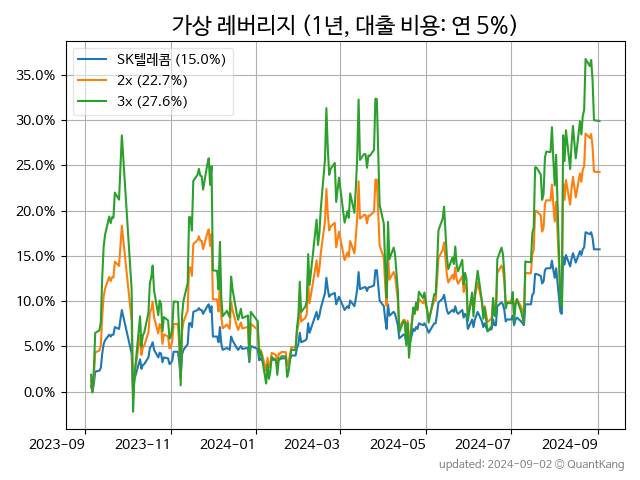 가상 레버리지 (1년, 대출 비용: 연 5%)
SK텔레콤 (15.0%)
2x (22.7%)
3x (27.6%)
35.0%
30.0%
25.0%
20.0%
15.0%
10.0%
5.0%
0.0%
2023-09 2023-11 2024-01 2024-03 2024-05 2024-07 2024-09
updated: 2024-09-02 © QuantKang